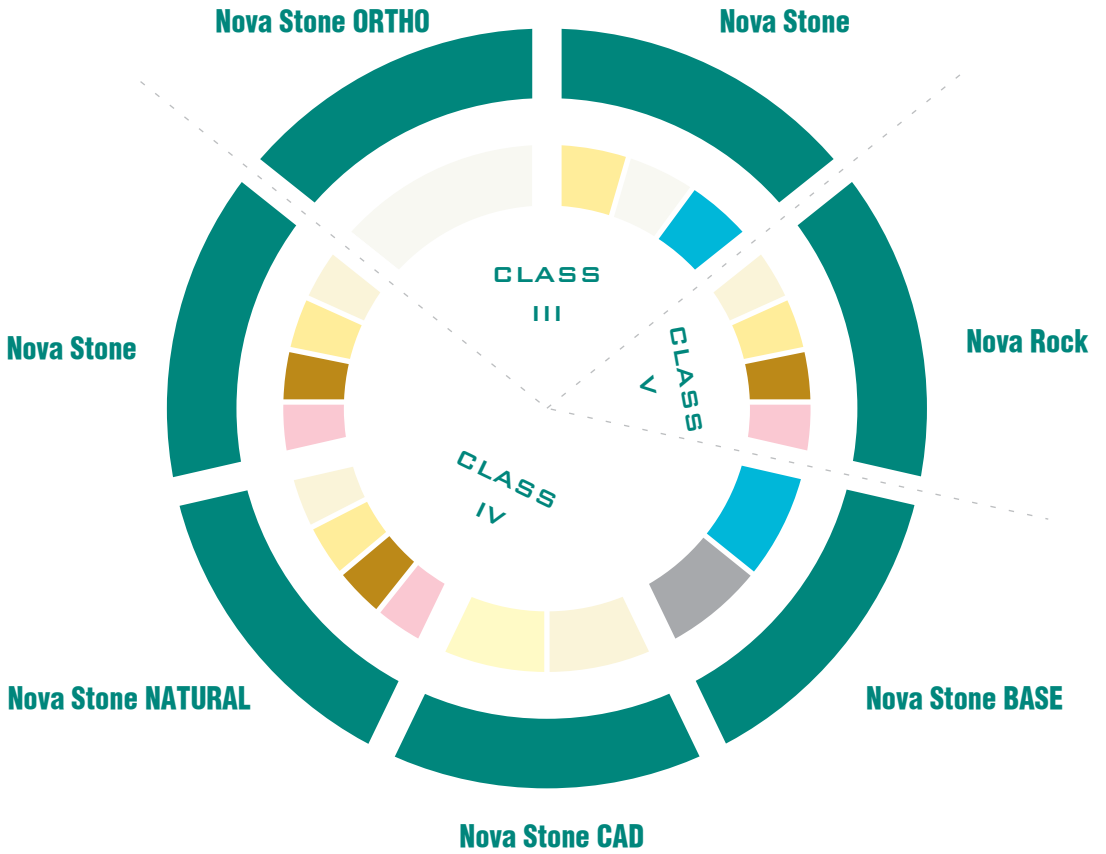 Nova Stone ORTHO
Nova Stone
CLASS
III
CLASS
V
Nova Stone
Nova Rock
CLASS
IV
Nova Stone NATURAL
Nova Stone BASE
Nova Stone CAD